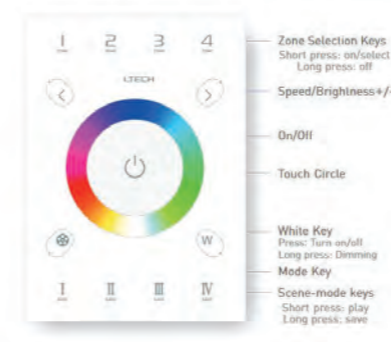 1 2 3 4
LTECH
W
I II III IV
Zone Selection Keys
Short press: on/select
Long press: off
Speed/Brightness+/-
On/Off
Touch Circle
White Key
Press: Turn on/off
Long press: Dimming
Mode Key
Scene-mode keys
Short press: play
Long press: save